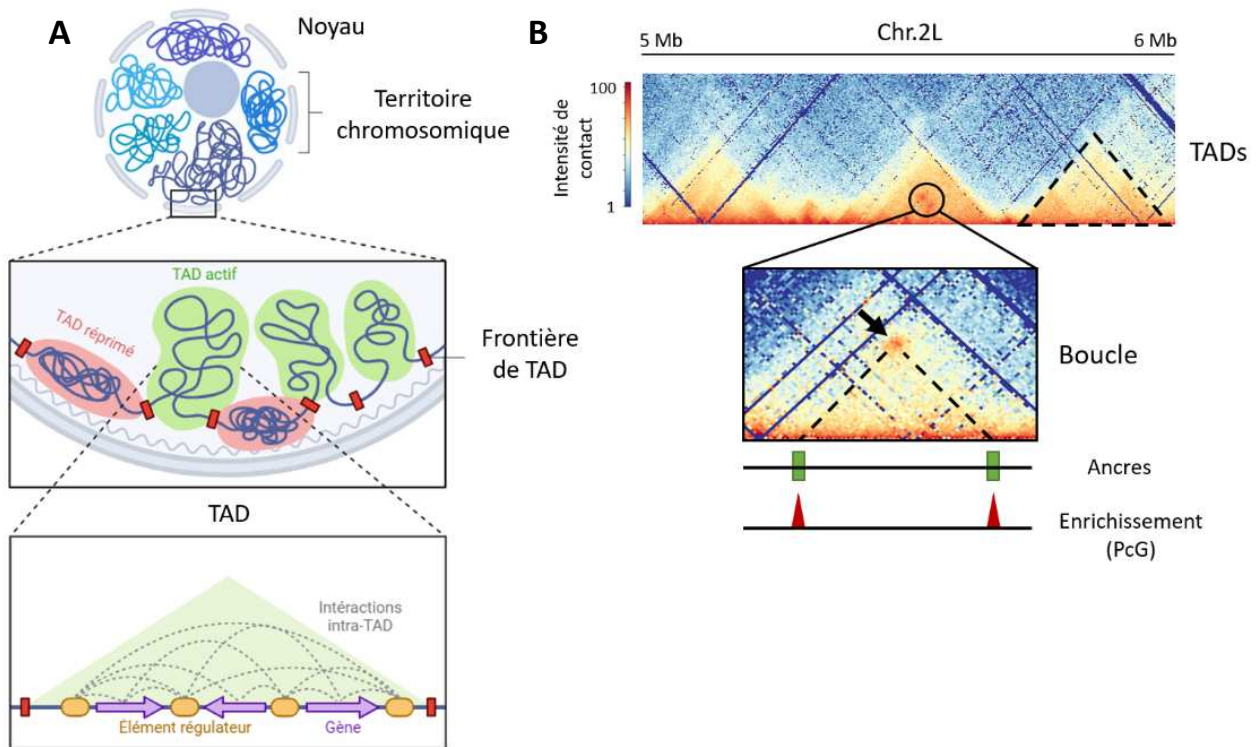 A
Noyau
Territoire
chromosomique
TAD actif
TAD réprimé
Frontière
de TAD
TAD
Intéractions
intra-TAD
Élément régulateur
Gène
B
5 Mb
Chr.2L
6 Mb
100
Intensité de
contact
1
TADs
Boucle
Ancres
Enrichissement
(PcG)